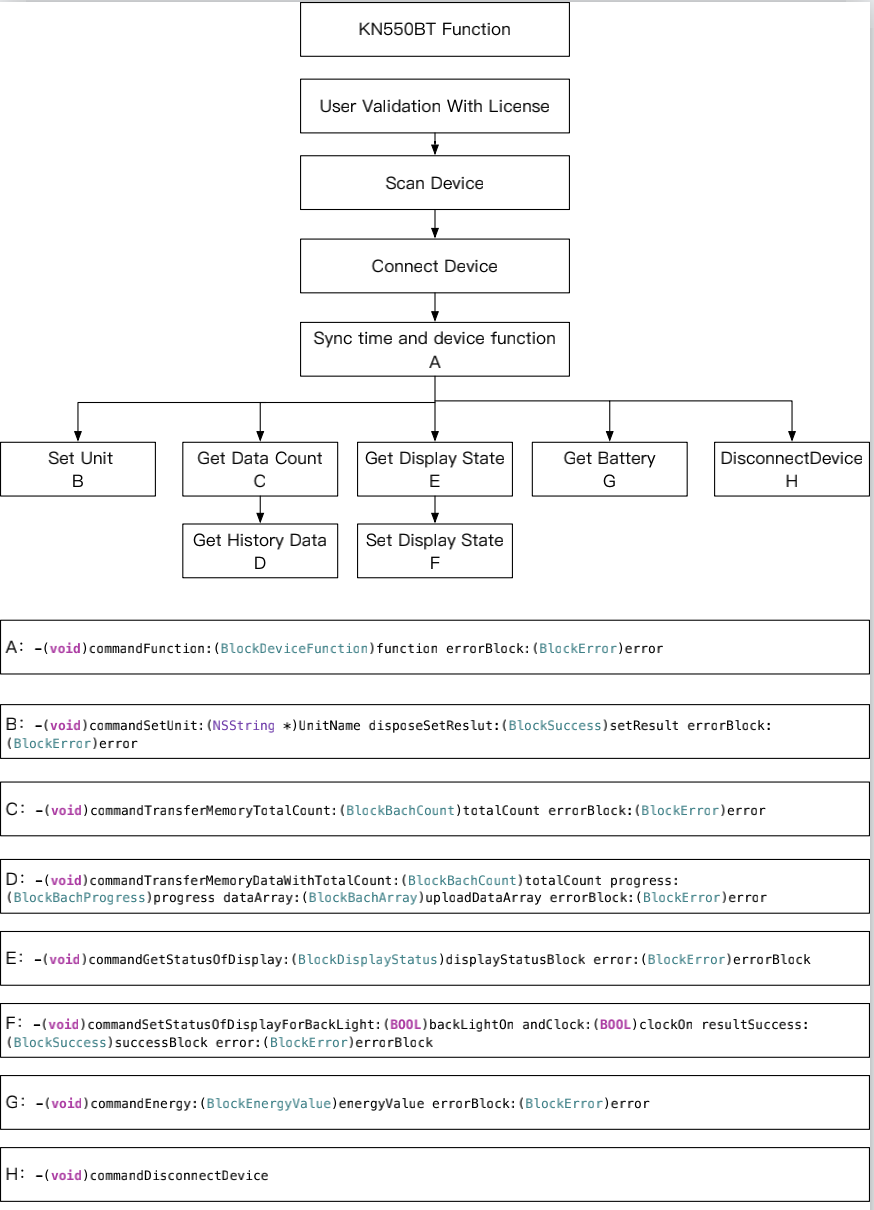 KN550BT Function
User Validation With License
Scan Device
Connect Device
Sync time and device function
A
Set Unit
B
Get Data Count
C
Get Display State
E
Get Battery
G
DisconnectDevice
H
Get History Data
D
Set Display State
F
A: -(void)commandFunction:(BlockDeviceFunction)function errorBlock:(BlockError)error
B: -(void)commandSetUnit:(NSString *)UnitName disposeSetReslut:(BlockSuccess)setResult errorBlock:
(BlockError)error
C: -(void)commandTransferMemoryTotalCount:(BlockBachCount)totalCount errorBlock:(BlockError)error
D: -(void)commandTransferMemoryDataWithTotalCount:(BlockBachCount)totalCount progress:
(BlockBachProgress)progress dataArray:(BlockBachArray)uploadDataArray errorBlock:(BlockError)error
E: -(void)commandGetStatusOfDisplay:(BlockDisplayStatus)displayStatusBlock error:(BlockError)errorBlock
F: -(void)commandSetStatusOfDisplayForBackLight:(BOOL)backLightOn andClock:(BOOL)clockOn resultSuccess:
(BlockSuccess)successBlock error:(BlockError)errorBlock
G: -(void)commandEnergy:(BlockEnergyValue)energyValue errorBlock:(BlockError)error
H: -(void)commandDisconnectDevice